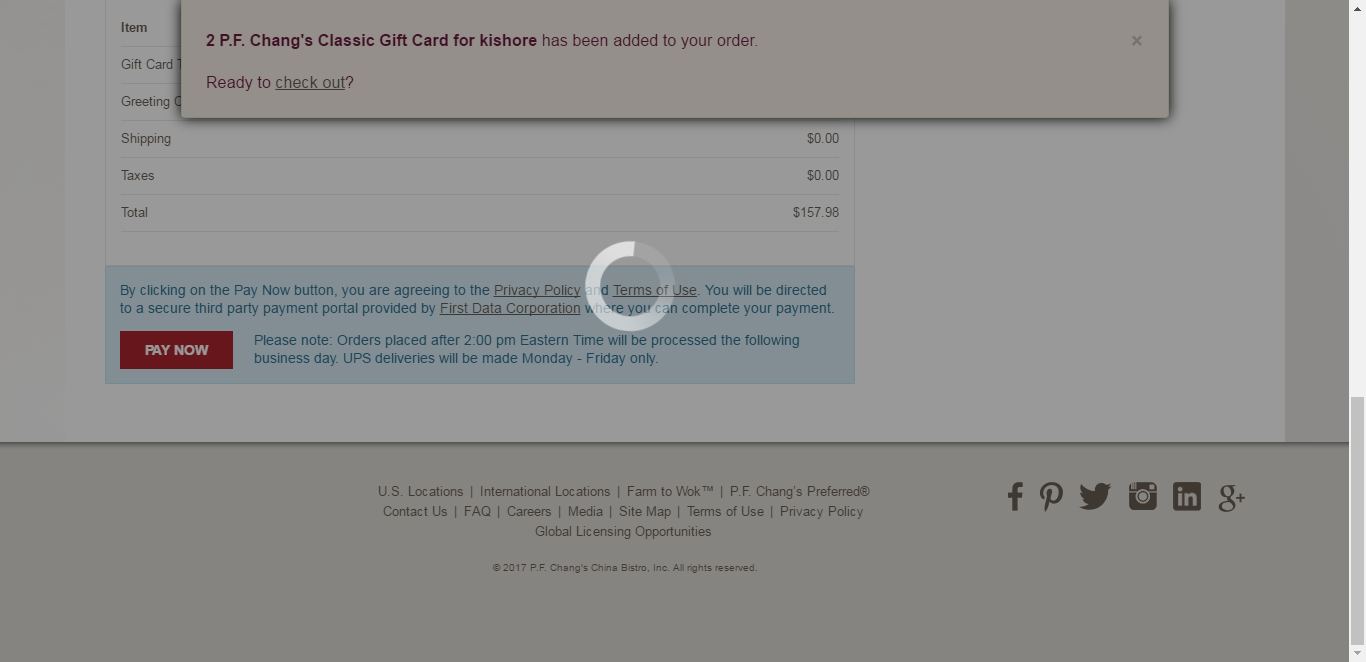 Item
2 P.F. Chang's Classic Gift Card for kishore has been added to your order. ×
Gift Card
Ready to check out?
Greeting
Shipping $0.00
Taxes $0.00
Total $157.98
By clicking on the Pay Now button, you are agreeing to the Privacy Policy and Terms of Use. You will be directed
to a secure third party payment portal provided by First Data Corporation where you can complete your payment.
PAY NOW
Please note: Orders placed after 2:00 pm Eastern Time will be processed the following
business day. UPS deliveries will be made Monday - Friday only.
U.S. Locations | International Locations | Farm to Wok™ | P.F. Chang's Preferred®
Contact Us | FAQ | Careers | Media | Site Map | Terms of Use | Privacy Policy
Global Licensing Opportunities
© 2017 P.F. Chang's China Bistro, Inc. All rights reserved.